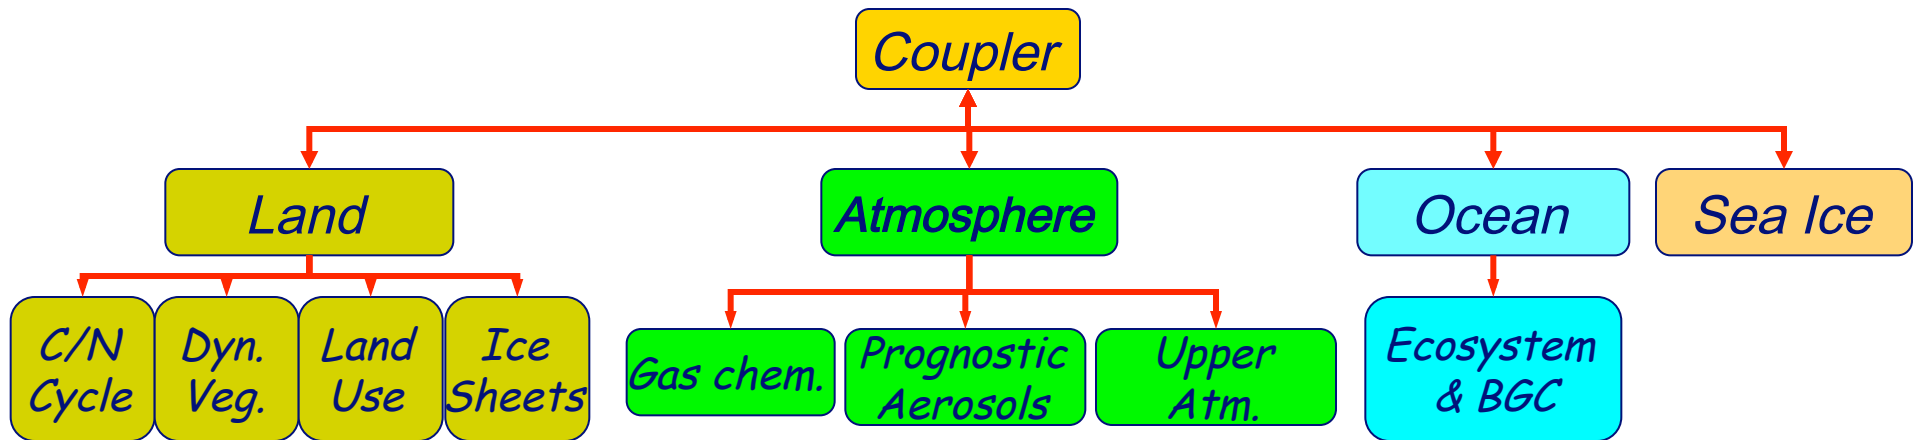 Coupler
Land
Atmosphere
Ocean
Sea Ice
C/N
Cycle
Dyn.
Veg.
Land
Use
Ice
Sheets
Gas chem.
Prognostic
Aerosols
Upper
Atm.
Ecosystem
& BGC